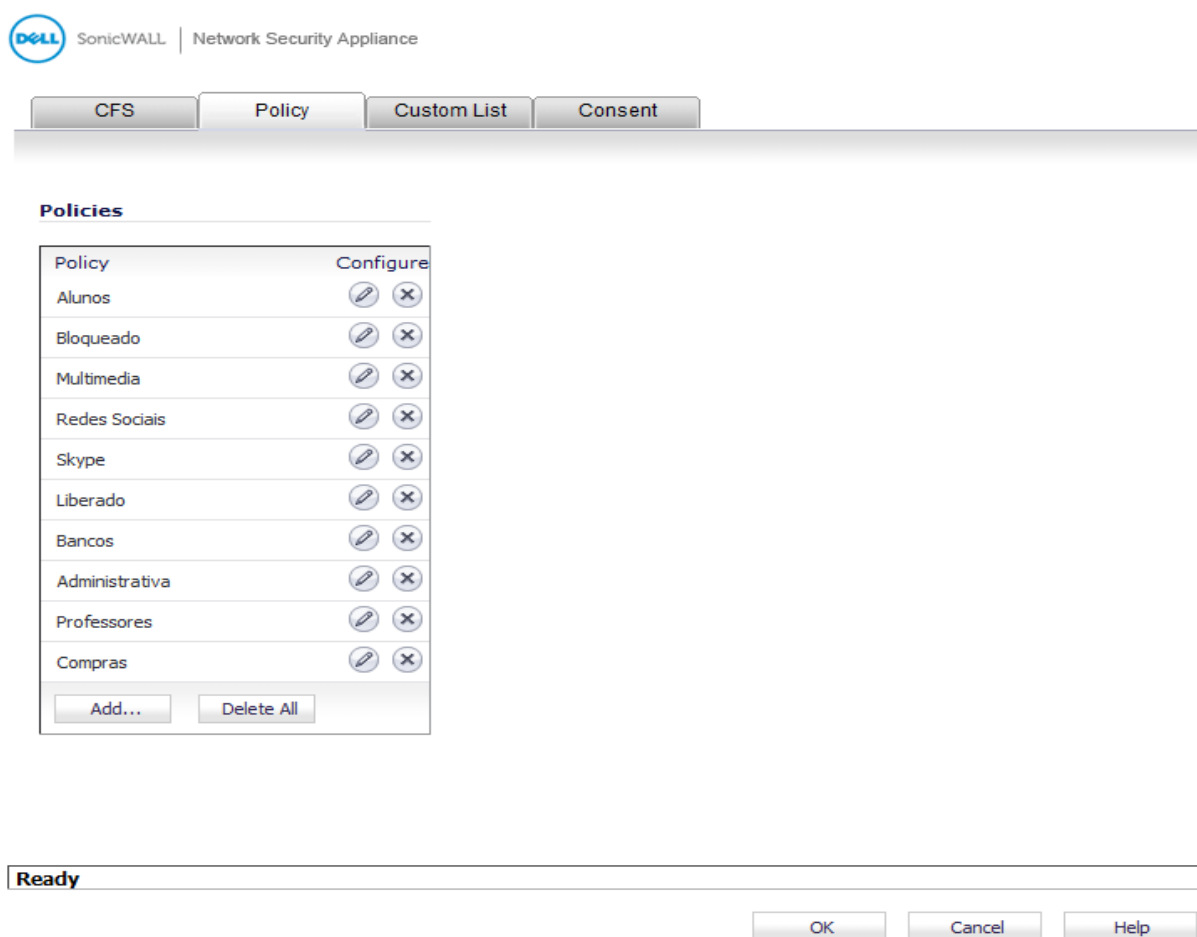 DELL SonicWALL | Network Security Appliance
CFS Policy Custom List Consent
Policies
Policy Configure
Alunos
Bloqueado
Multimedia
Redes Sociais
Skype
Liberado
Bancos
Administrativa
Professores
Compras
Add... Delete All
Ready
OK Cancel Help